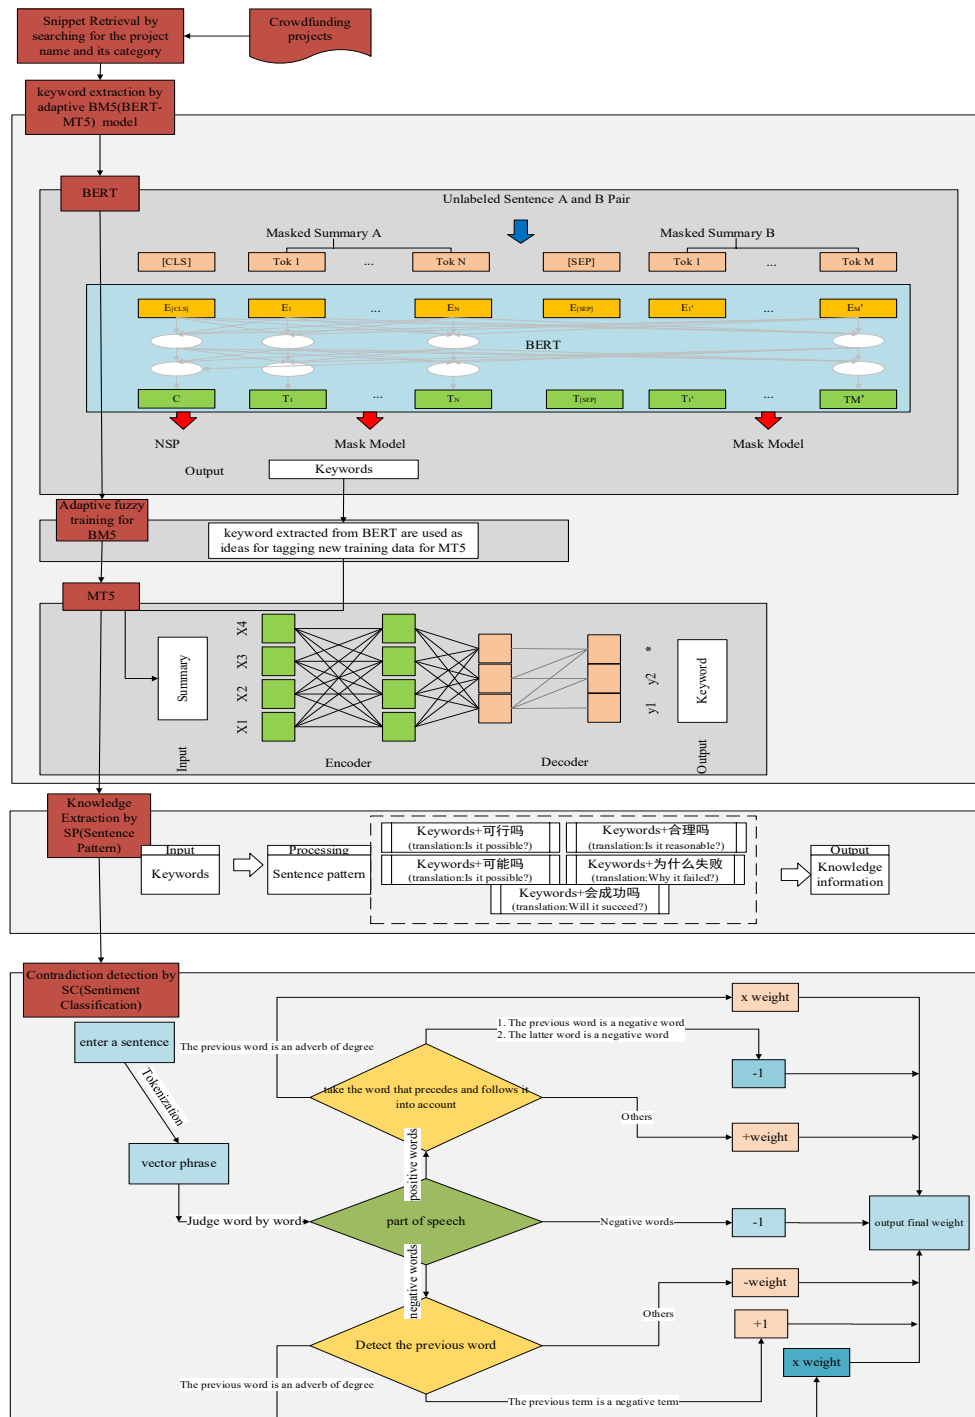 Snippet Retrieval by
searching for the project
name and its category
Crowdfunding
projects
keyword extraction by
adaptive BM5(BERT-
MT5) model
BERT
Unlabeled Sentence A and B Pair
Masked Summary A
Masked Summary B
[CLS]
Tok 1
...
Tok N
[SEP]
Tok 1
...
Tok M
E[CLS]
E1
...
EN
E[SEP]
E1'
...
EM'
BERT
C
T1
...
TN
T[SEP]
T1'
...
TM'
NSP
Mask Model
Mask Model
Output
Keywords
Adaptive fuzzy
training for
BM5
keyword extracted from BERT are used as
ideas for tagging new training data for MT5
MT5
Summary
X4
X3
X2
X1
*
y2
y1
Keyword
Input
Encoder
Decoder
Output
Knowledge
Extraction by
SP(Sentence
Pattern)
Input
Keywords
Processing
Sentence pattern
Keywords+可行吗
(translation:Is it possible?)
Keywords+合理吗
(translation:Is it reasonable?)
Keywords+可能吗
(translation:Is it possible?)
Keywords+为什么失败
(translation:Why it failed?)
Keywords+会成功吗
(translation:Will it succeed?)
Output
Knowledge
information
Contradiction detection by
SC(Sentiment
Classification)
enter a sentence
Tokenization
vector phrase
Judge word by word
The previous word is an adverb of degree
1. The previous word is a negative word
2. The latter word is a negative word
x weight
-1
take the word that precedes and follows it
into account
Others
+weight
positive words
part of speech
Negative words
-1
output final weight
negative words
-weight
Others
+1
Detect the previous word
x weight
The previous word is an adverb of degree
The previous term is a negative term